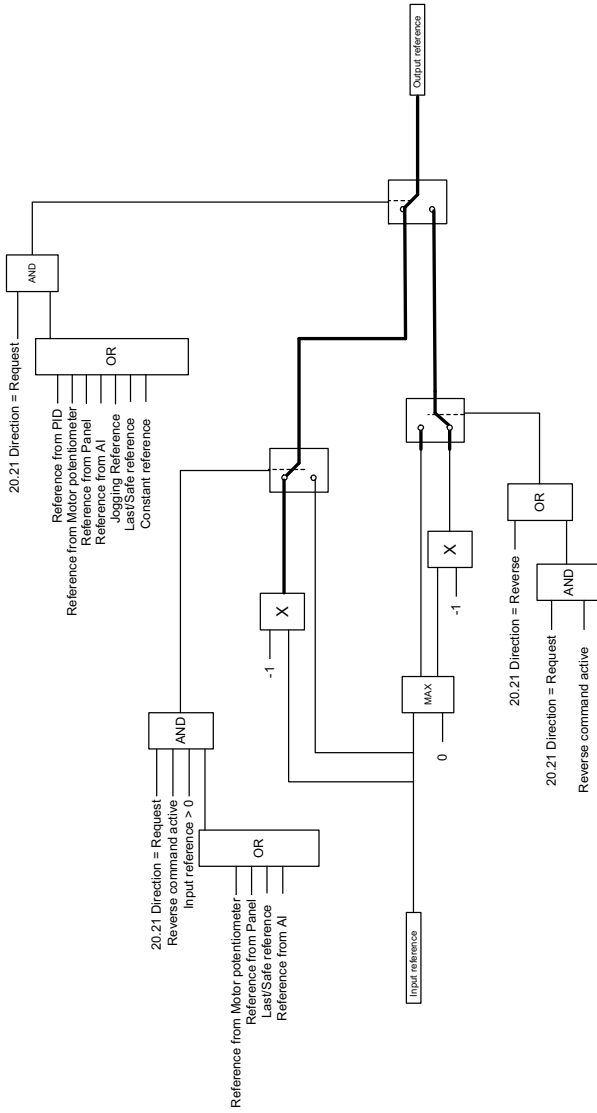 20.21 Direction = Request
AND
OR
Reference from PID
Reference from Motor potentiometer
Reference from Panel
Reference from AI
Jogging Reference
Last/Safe reference
Constant reference
20.21 Direction = Request
Reverse command active
Input reference > 0
AND
OR
Reference from Motor potentiometer
Reference from Panel
Last/Safe reference
Reference from AI
-1
X
Input reference
MAX
0
-1
X
20.21 Direction = Reverse
OR
20.21 Direction = Request
Reverse command active
AND
Output reference